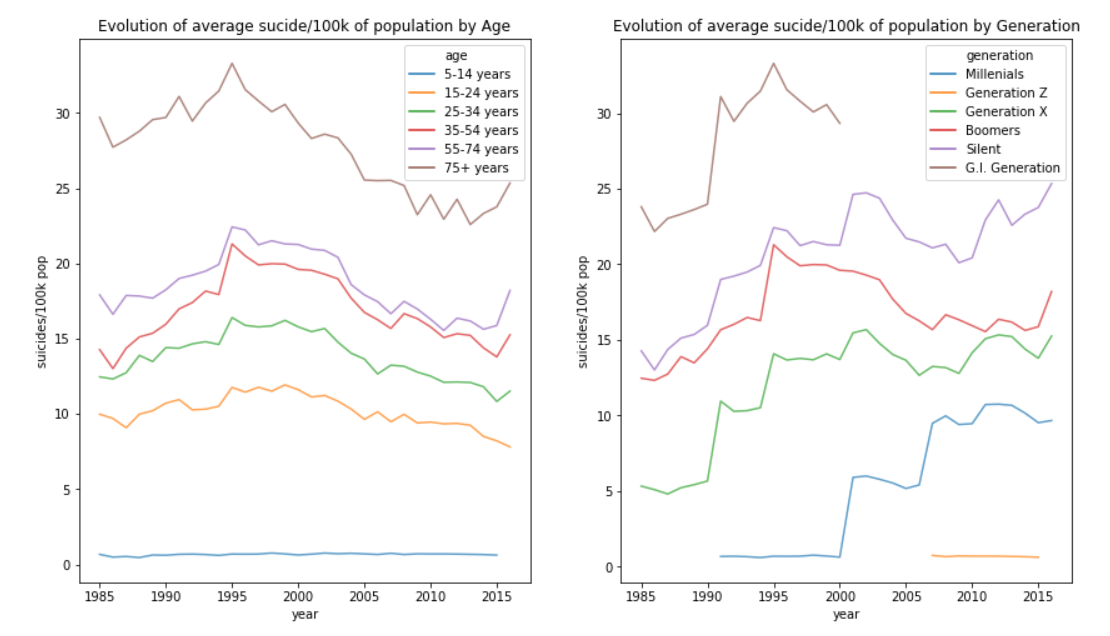 Evolution of average sucide/100k of population by Age
age
5-14 years
15-24 years
25-34 years
35-54 years
55-74 years
75+ years
30
25
20
15
10
5
0
suicides/100k pop
1985 1990 1995 2000 2005 2010 2015
year
Evolution of average sucide/100k of population by Generation
generation
Millenials
Generation Z
Generation X
Boomers
Silent
G.I. Generation
30
25
20
15
10
5
0
suicides/100k pop
1985 1990 1995 2000 2005 2010 2015
year